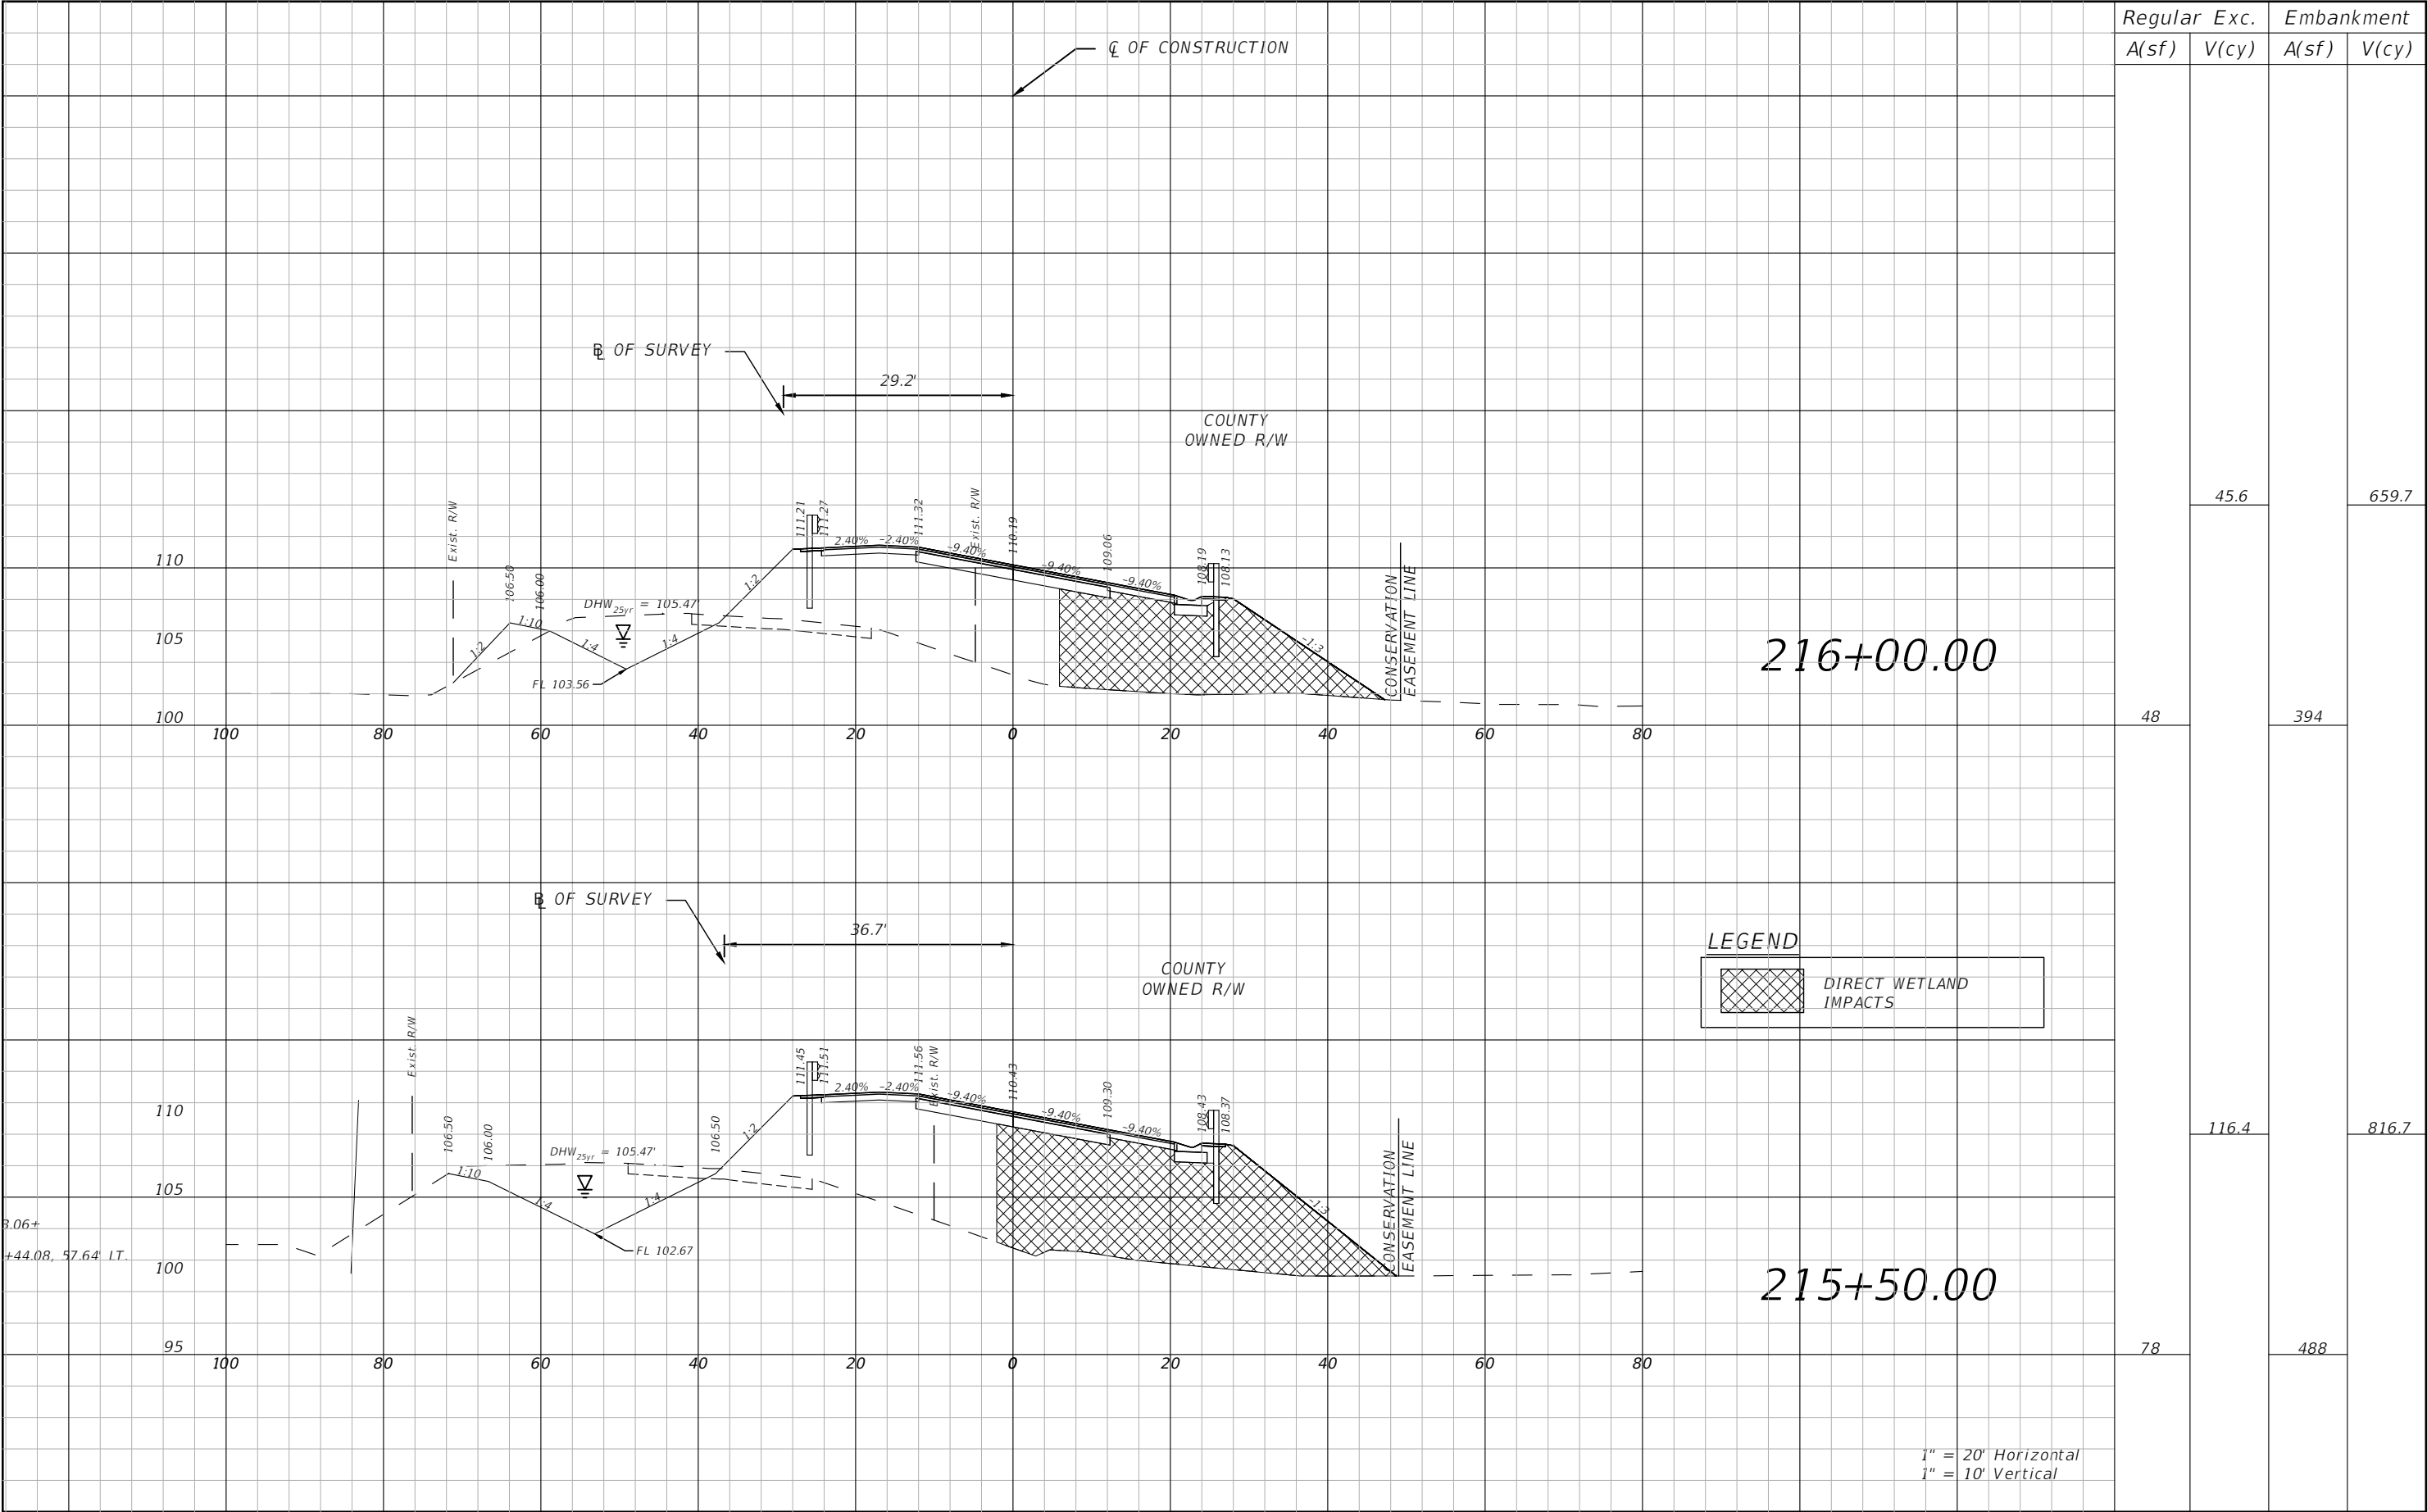 Regular Exc. Embankment
A(sf) V(cy) A(sf) V(cy)
℄ OF CONSTRUCTION
BL OF SURVEY
29.2'
COUNTY
OWNED R/W
45.6 659.7
Exist. R/W
106.50
106.00
111.21
111.27
111.32
Exist. R/W
110.19
109.06
108.19
108.13
CONSERVATION
EASEMENT LINE
2.40% -2.40% -9.40% -9.40% -9.40%
110
DHW25yr = 105.47'
1:2 1:10 1:4 1:4 1:2 -1:3
105
FL 103.56
216+00.00
100
48 394
100 80 60 40 20 0 20 40 60 80
BL OF SURVEY
36.7'
COUNTY
OWNED R/W
LEGEND
DIRECT WETLAND
IMPACTS
Exist. R/W
106.50
106.00
106.50
111.45
111.51
111.56
Exist. R/W
110.43
109.30
108.43
108.37
CONSERVATION
EASEMENT LINE
2.40% -2.40% -9.40% -9.40% -9.40%
110
116.4 816.7
DHW25yr = 105.47'
1:10 1:4 1:4 1:2 -1:3
105
3.06±
+44.08, 57.64' LT.
FL 102.67
100
215+50.00
95
78 488
100 80 60 40 20 0 20 40 60 80
1" = 20' Horizontal
1" = 10' Vertical